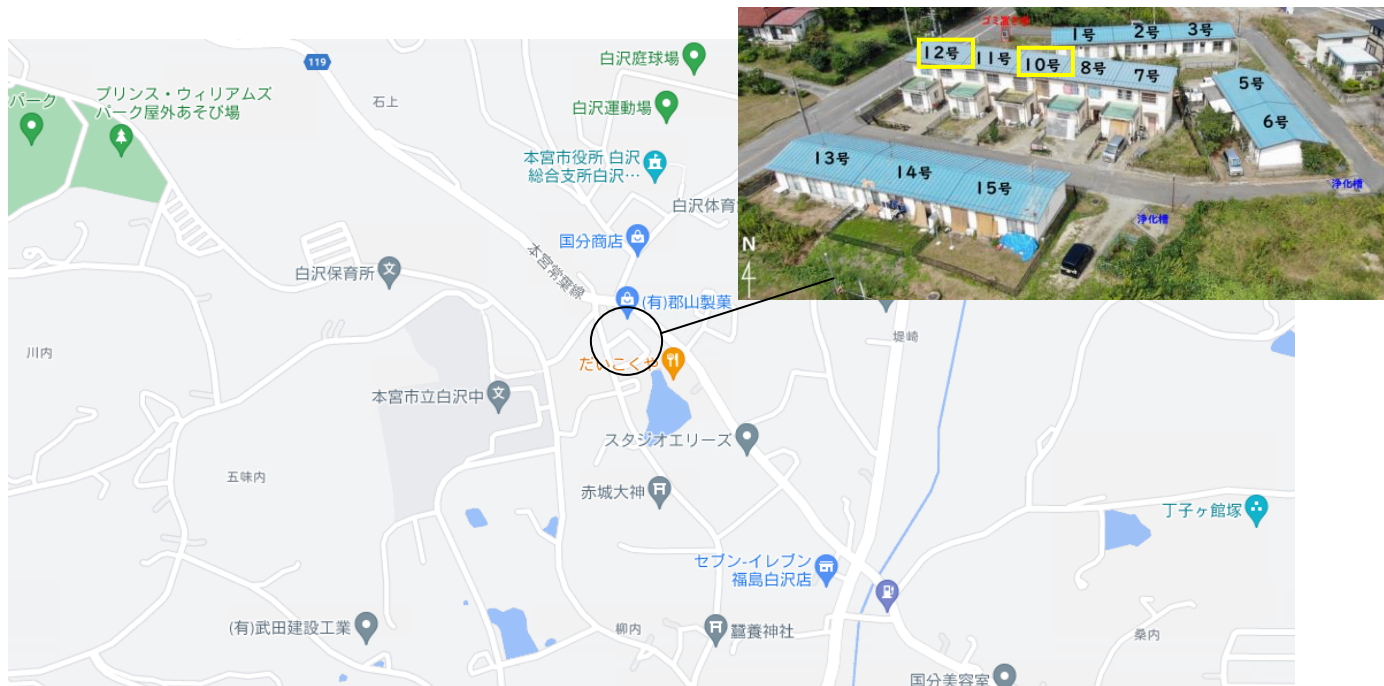 ゴミ置き場
1号
2号
3号
12号
11号
10号
8号
7号
5号
6号
13号
14号
15号
浄化槽
浄化槽
N
119
石上
白沢庭球場
パーク
プリンス・ウィリアムズ
パーク屋外あそび場
白沢運動場
本宮市役所 白沢
総合支所白沢…
白沢体育
国分商店
本宮常葉線
白沢保育所
(有)郡山製菓
川内
堤崎
だいこくや
本宮市立白沢中
スタジオエリーズ
五味内
赤城大神
丁子ヶ館塚
セブン-イレブン
福島白沢店
(有)武田建設工業
柳内
蠶養神社
桑内
国分美容室